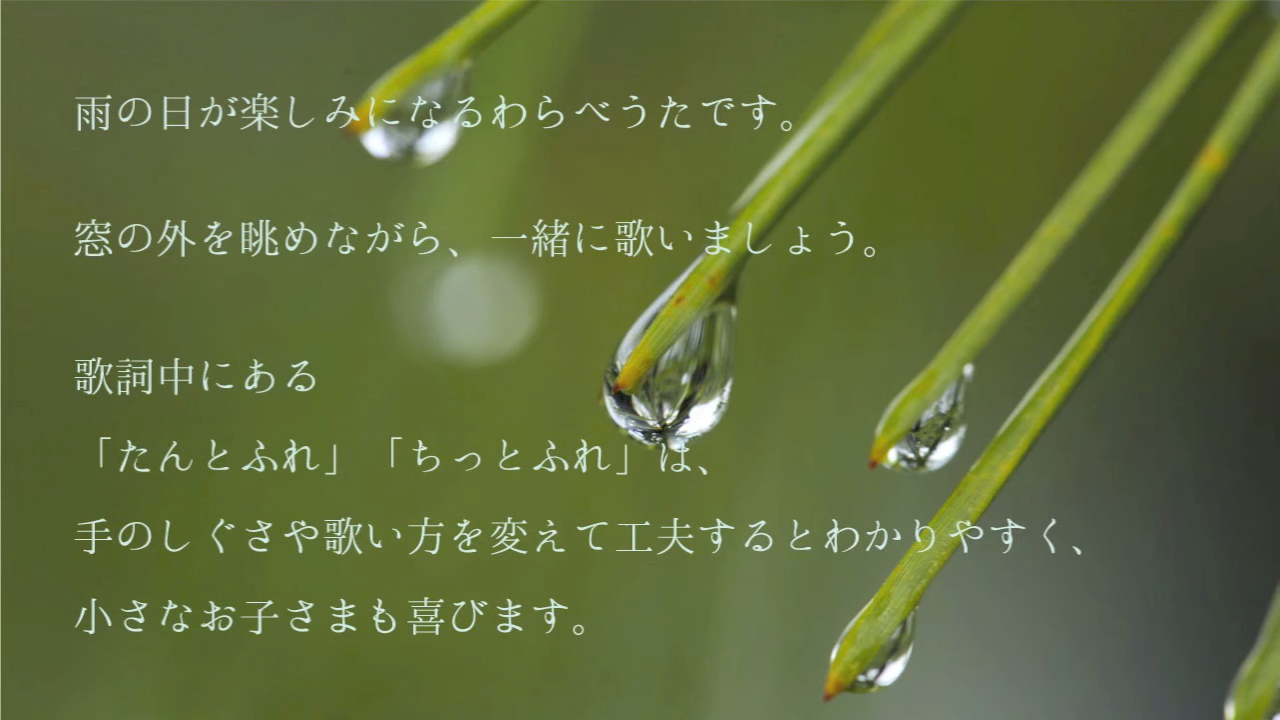 雨の日が楽しみになるわらべうたです。
窓の外を眺めながら、一緒に歌いましょう。
歌詞中にある
「たんとふれ」「ちっとふれ」は、
手のしぐさや歌い方を変えて工夫するとわかりやすく、
小さなお子さまも喜びます。